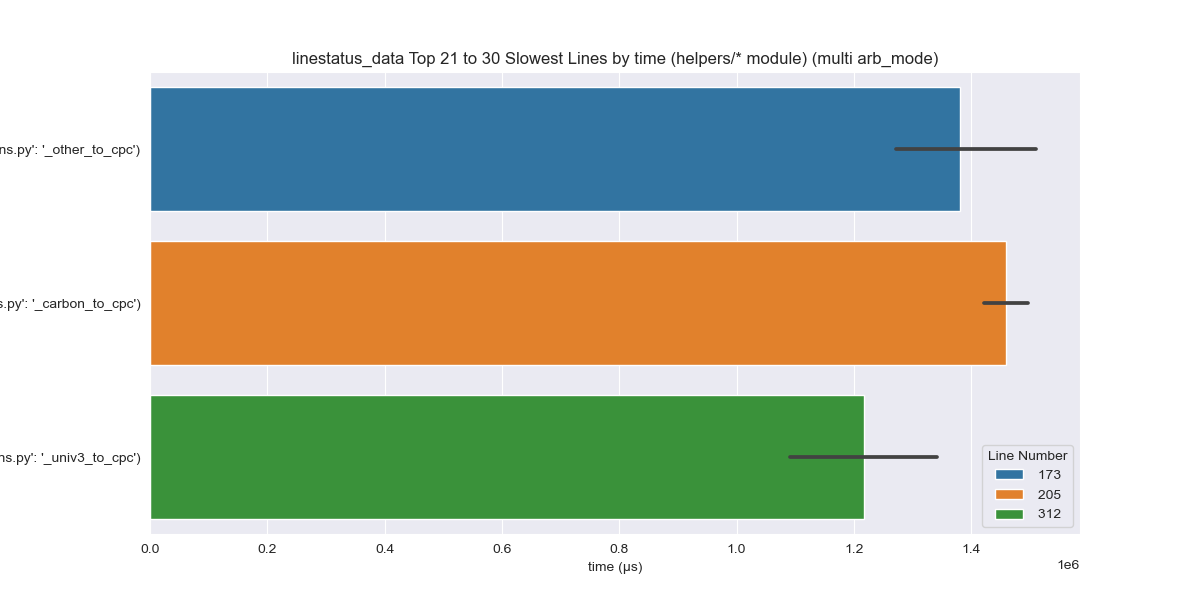 linestatus_data Top 21 to 30 Slowest Lines by time (helpers/* module) (multi arb_mode)
ns.py': '_other_to_cpc')
s.py': '_carbon_to_cpc')
ns.py': '_univ3_to_cpc')
Line Number
173
205
312
0.0 0.2 0.4 0.6 0.8 1.0 1.2 1.4
1e6
time (μs)